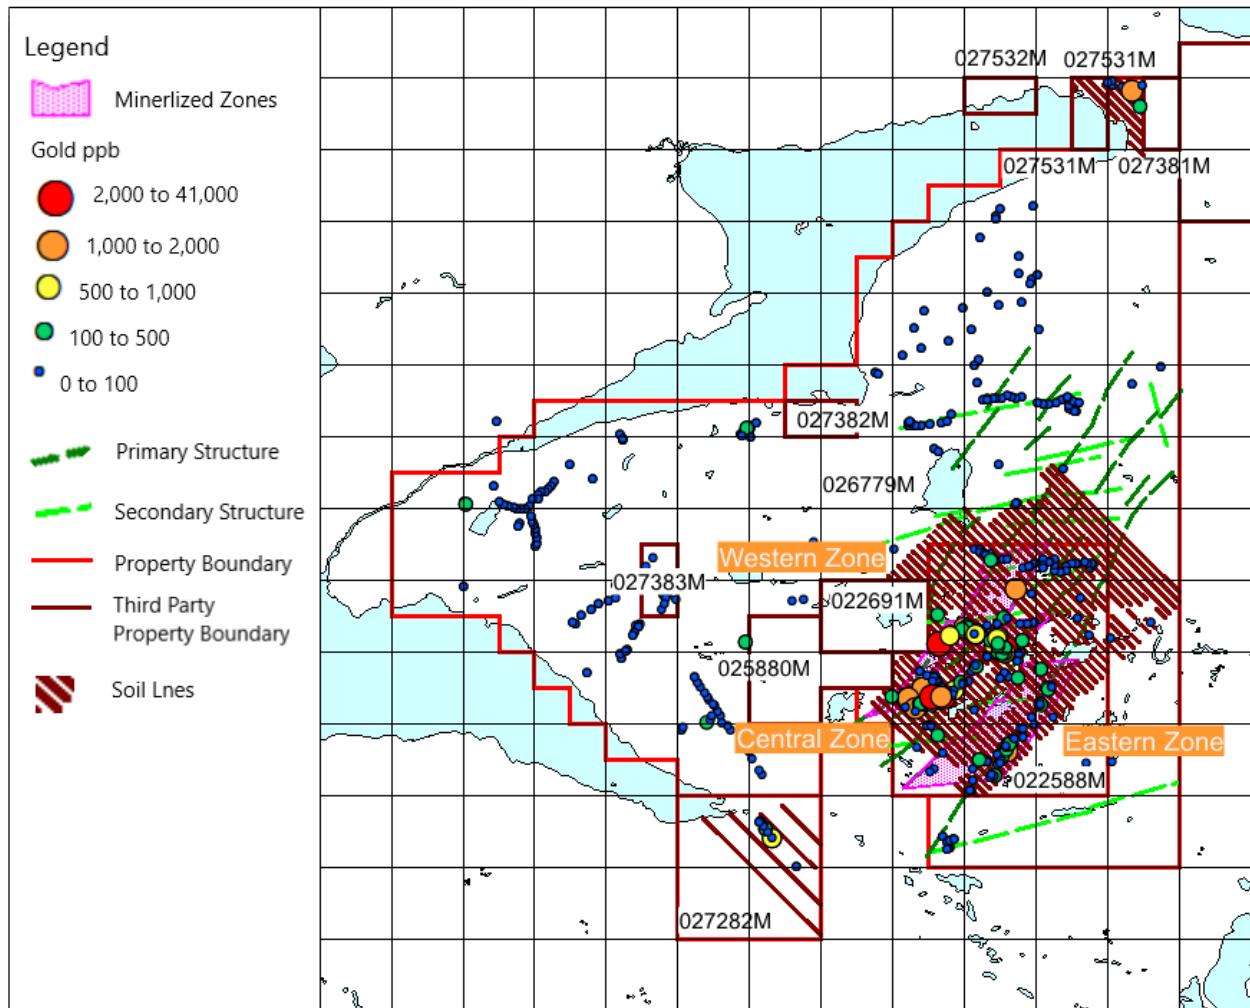 Legend
Minerlized Zones
Gold ppb
2,000 to 41,000
1,000 to 2,000
500 to 1,000
100 to 500
0 to 100
Primary Structure
Secondary Structure
Property Boundary
Third Party
Property Boundary
Soil Lnes
027532M
027531M
027531M
027381M
027382M
026779M
Western Zone
027383M
022691M
025880M
Central Zone
Eastern Zone
022588M
027282M